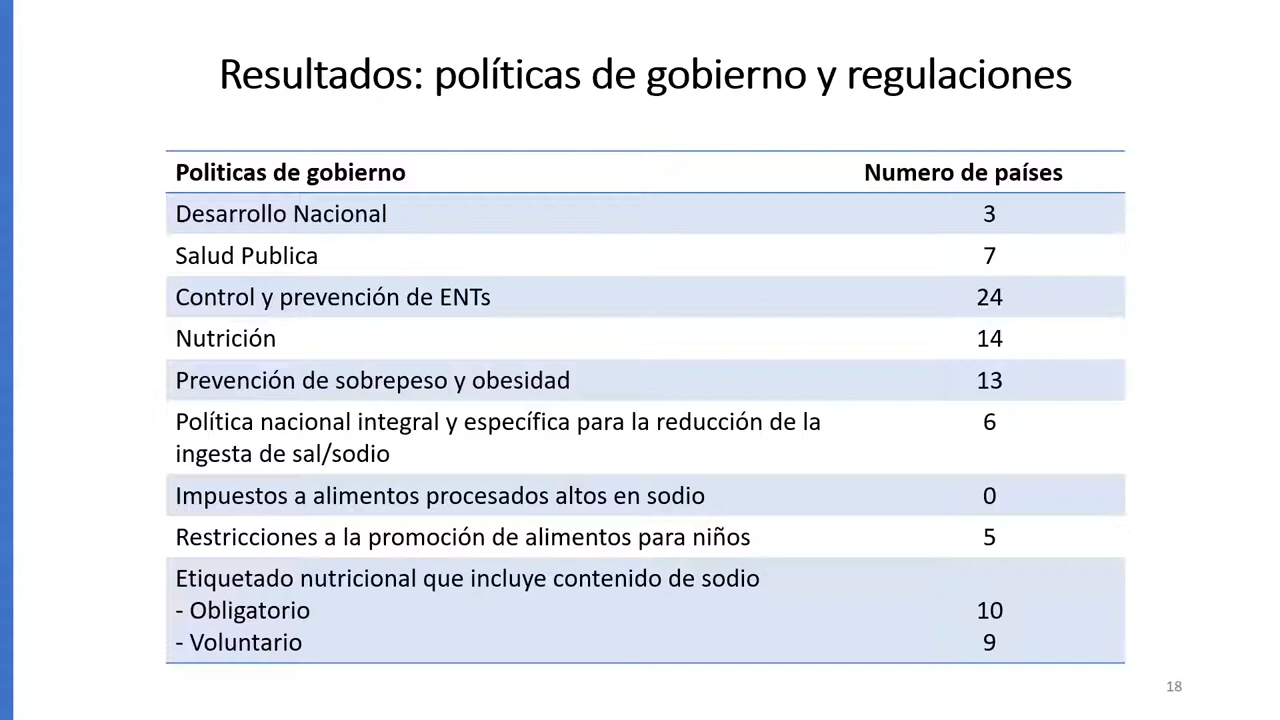 Resultados: políticas de gobierno y regulaciones
Politicas de gobierno Numero de países
Desarrollo Nacional 3
Salud Publica 7
Control y prevención de ENTs 24
Nutrición 14
Prevención de sobrepeso y obesidad 13
Política nacional integral y específica para la reducción de la 6
ingesta de sal/sodio
Impuestos a alimentos procesados altos en sodio 0
Restricciones a la promoción de alimentos para niños 5
Etiquetado nutricional que incluye contenido de sodio
- Obligatorio 10
- Voluntario 9
18